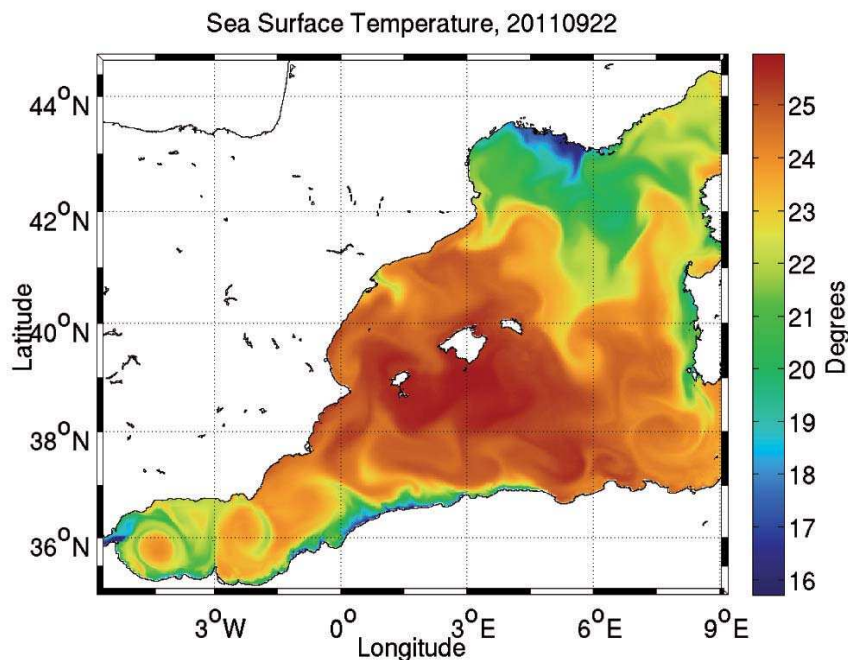 Sea Surface Temperature, 20110922
44°N
42°N
40°N
38°N
36°N
Latitude
3°W
0°
3°E
6°E
9°E
Longitude
25
24
23
22
21
20
19
18
17
16
Degrees